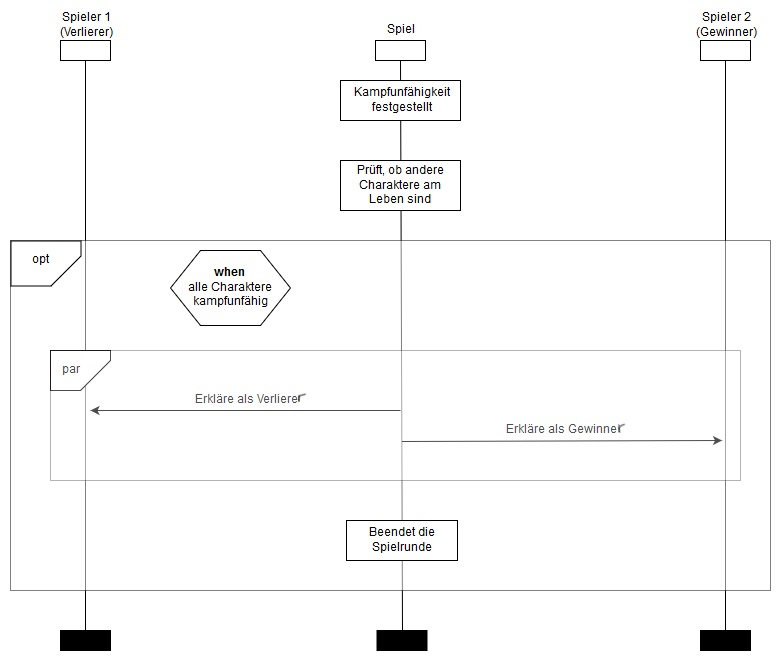 Spieler 1
(Verlierer)
Spiel
Spieler 2
(Gewinner)
Kampfunfähigkeit
festgestellt
Prüft, ob andere
Charaktere am
Leben sind
opt
when
alle Charaktere
kampfunfähig
par
Erkläre als Verlierer
Erkläre als Gewinner
Beendet die
Spielrunde